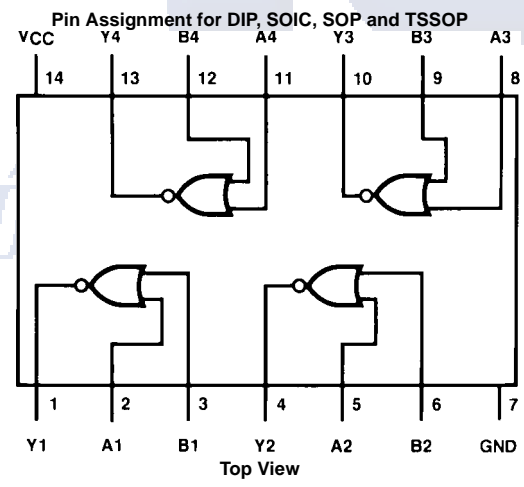 Pin Assignment for DIP, SOIC, SOP and TSSOP
VCC Y4 B4 A4 Y3 B3 A3
14 13 12 11 10 9 8
1 2 3 4 5 6 7
Y1 A1 B1 Y2 A2 B2 GND
Top View